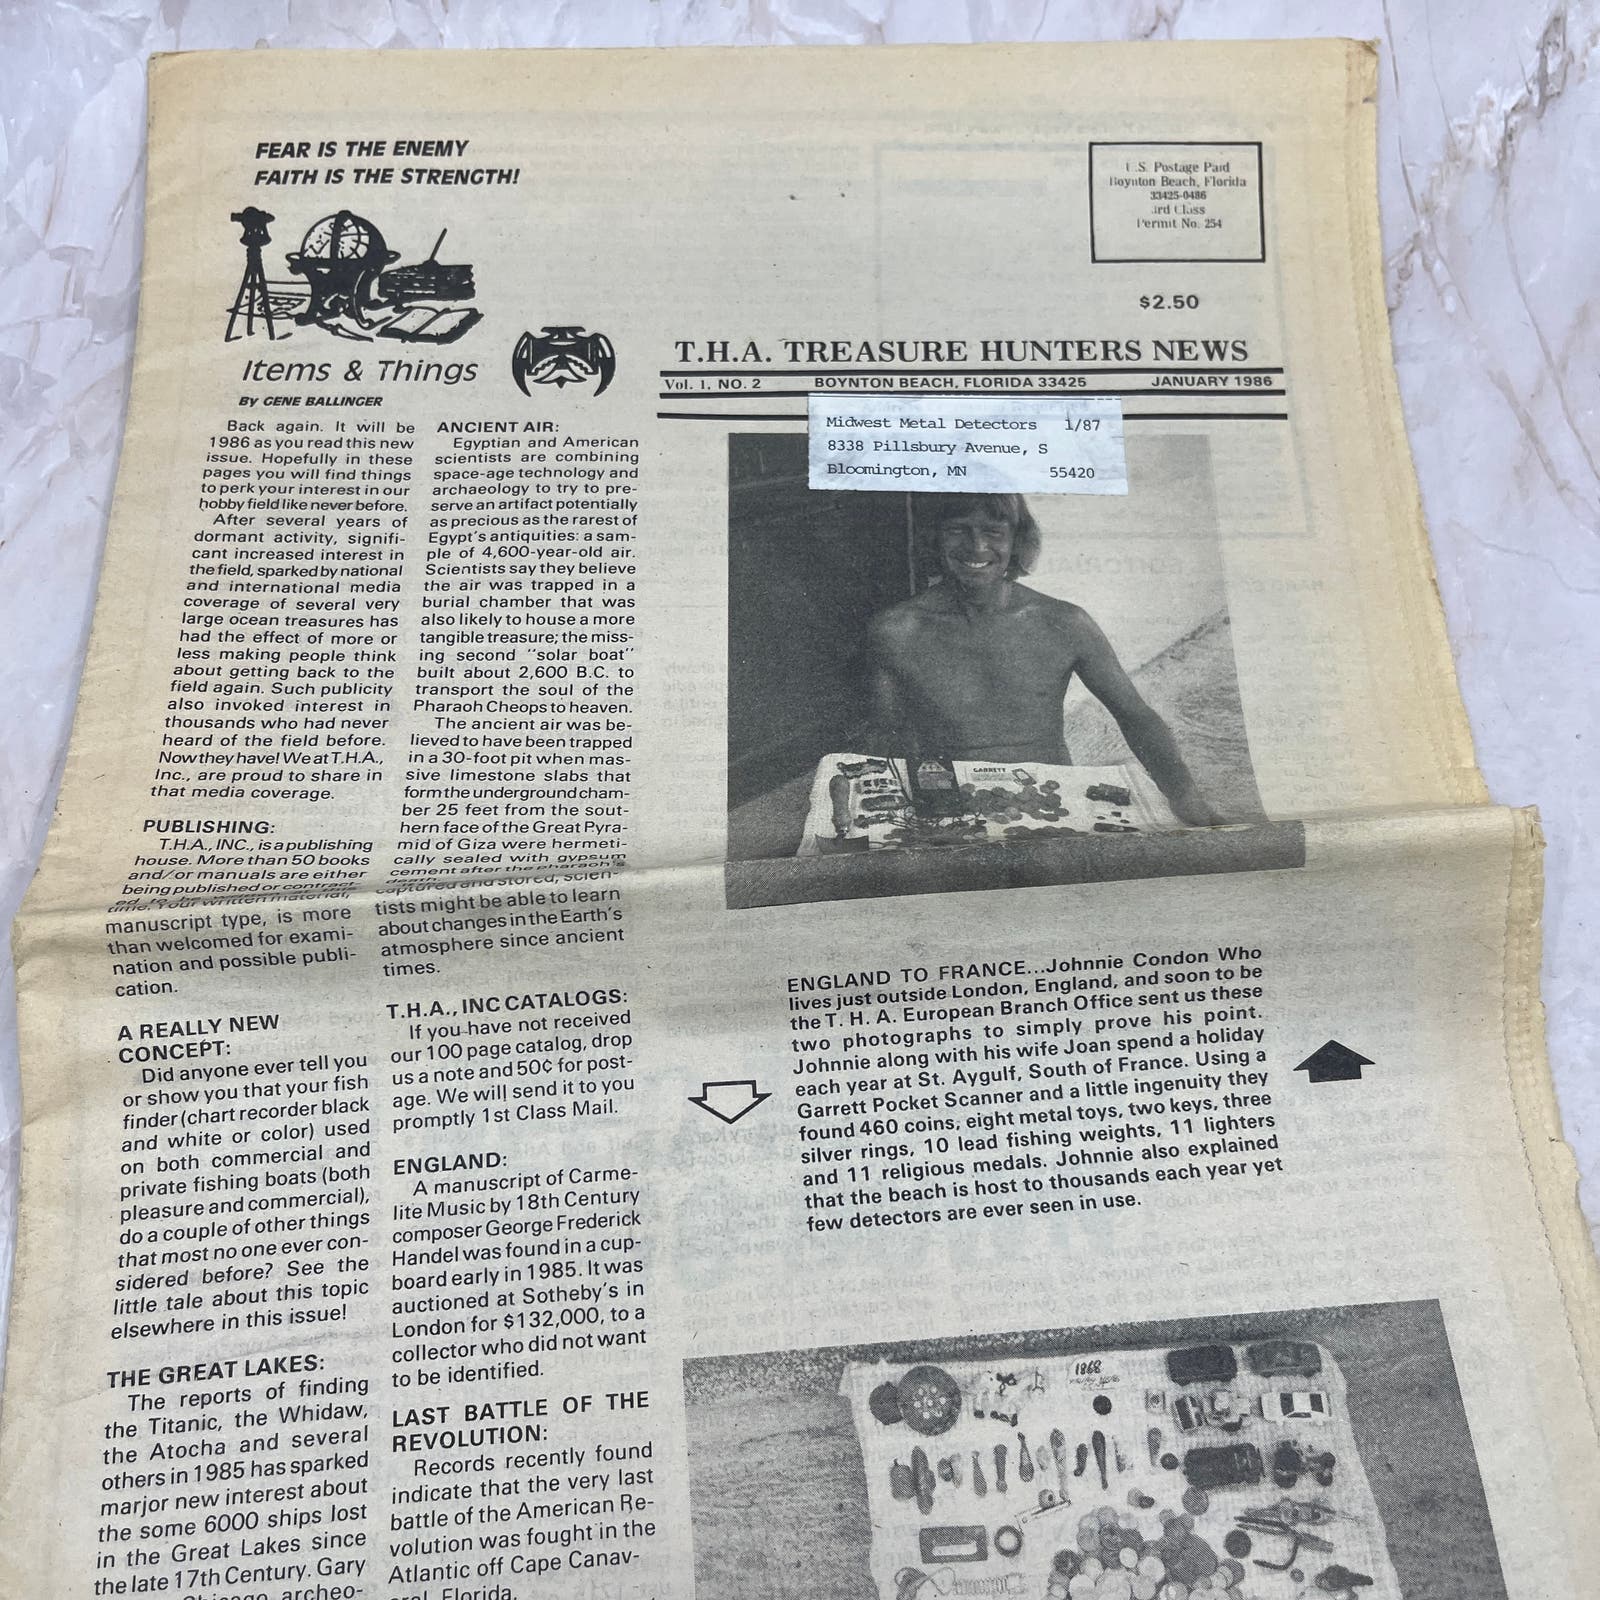 FEAR IS THE ENEMY
FAITH IS THE STRENGTH!
U.S. Postage Paid
Boynton Beach, Florida
33425-0486
3rd Class
Permit No. 254
$2.50
Items & Things
By GENE BALLINGER
T.H.A. TREASURE HUNTERS NEWS
Vol. 1, NO. 2 BOYNTON BEACH, FLORIDA 33425 JANUARY 1986
Midwest Metal Detectors 1/87
8338 Pillsbury Avenue, S
Bloomington, MN 55420
Back again. It will be
1986 as you read this new
issue. Hopefully in these
pages you will find things
to perk your interest in our
hobby field like never before.
After several years of
dormant activity, signifi-
cant increased interest in
the field, sparked by national
and international media
coverage of several very
large ocean treasures has
had the effect of more or
less making people think
about getting back to the
field again. Such publicity
also invoked interest in
thousands who had never
heard of the field before.
Now they have! We at T.H.A.,
Inc., are proud to share in
that media coverage.
PUBLISHING:
T.H.A., INC., is a publishing
house. More than 50 books
and/or manuals are either
being published or contract-
ed to be
time. Your written material,
manuscript type, is more
than welcomed for exami-
nation and possible publi-
cation.
A REALLY NEW
CONCEPT:
Did anyone ever tell you
or show you that your fish
finder (chart recorder black
and white or color) used
on both commercial and
private fishing boats (both
pleasure and commercial),
do a couple of other things
that most no one ever con-
sidered before? See the
little tale about this topic
elsewhere in this issue!
THE GREAT LAKES:
The reports of finding
the Titanic, the Whidaw,
the Atocha and several
others in 1985 has sparked
marjor new interest about
the some 6000 ships lost
in the Great Lakes since
the late 17th Century. Gary
Chicago archeo-
ANCIENT AIR:
Egyptian and American
scientists are combining
space-age technology and
archaeology to try to pre-
serve an artifact potentially
as precious as the rarest of
Egypt's antiquities: a sam-
ple of 4,600-year-old air.
Scientists say they believe
the air was trapped in a
burial chamber that was
also likely to house a more
tangible treasure; the miss-
ing second "solar boat"
built about 2,600 B.C. to
transport the soul of the
Pharaoh Cheops to heaven.
The ancient air was be-
lieved to have been trapped
in a 30-foot pit when mas-
sive limestone slabs that
form the underground cham-
ber 25 feet from the sout-
hern face of the Great Pyra-
mid of Giza were hermeti-
cally sealed with gypsum
cement after the pharaoh's
death.
captured and stored, scien-
tists might be able to learn
about changes in the Earth's
atmosphere since ancient
times.
T.H.A., INC CATALOGS:
If you have not received
our 100 page catalog, drop
us a note and 50¢ for post-
age. We will send it to you
promptly 1st Class Mail.
ENGLAND:
A manuscript of Carme-
lite Music by 18th Century
composer George Frederick
Handel was found in a cup-
board early in 1985. It was
auctioned at Sotheby's in
London for $132,000, to a
collector who did not want
to be identified.
LAST BATTLE OF THE
REVOLUTION:
Records recently found
indicate that the very last
battle of the American Re-
volution was fought in the
Atlantic off Cape Canav-
eral, Florida.
GARRETT
ENGLAND TO FRANCE...Johnnie Condon Who
lives just outside London, England, and soon to be
the T. H. A. European Branch Office sent us these
two photographs to simply prove his point.
Johnnie along with his wife Joan spend a holiday
each year at St. Aygulf, South of France. Using a
Garrett Pocket Scanner and a little ingenuity they
found 460 coins, eight metal toys, two keys, three
silver rings, 10 lead fishing weights, 11 lighters
and 11 religious medals. Johnnie also explained
that the beach is host to thousands each year yet
few detectors are ever seen in use.
1868